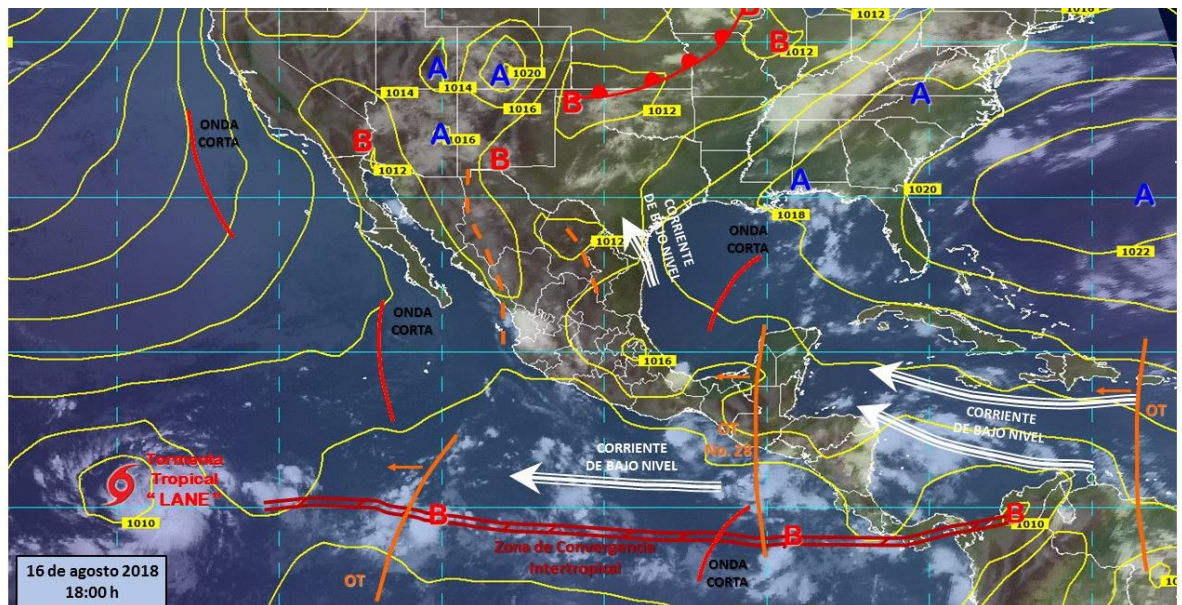 1012
1018
B
B
1012
A
A
1020
1014
1014
1016
B
1012
A
ONDA
CORTA
B
A
1016
B
1012
A
1020
A
1018
1022
CORRIENTE
DE BAJO NIVEL
1012
ONDA
CORTA
ONDA
CORTA
1016
CORRIENTE
DE BAJO NIVEL
OT
OT
No. 28
CORRIENTE
DE BAJO NIVEL
Tormenta
Tropical
“ LANE ”
1010
B
B
B
1010
Zona de Convergencia
Intertropical
ONDA
CORTA
OT
16 de agosto 2018
18:00 h